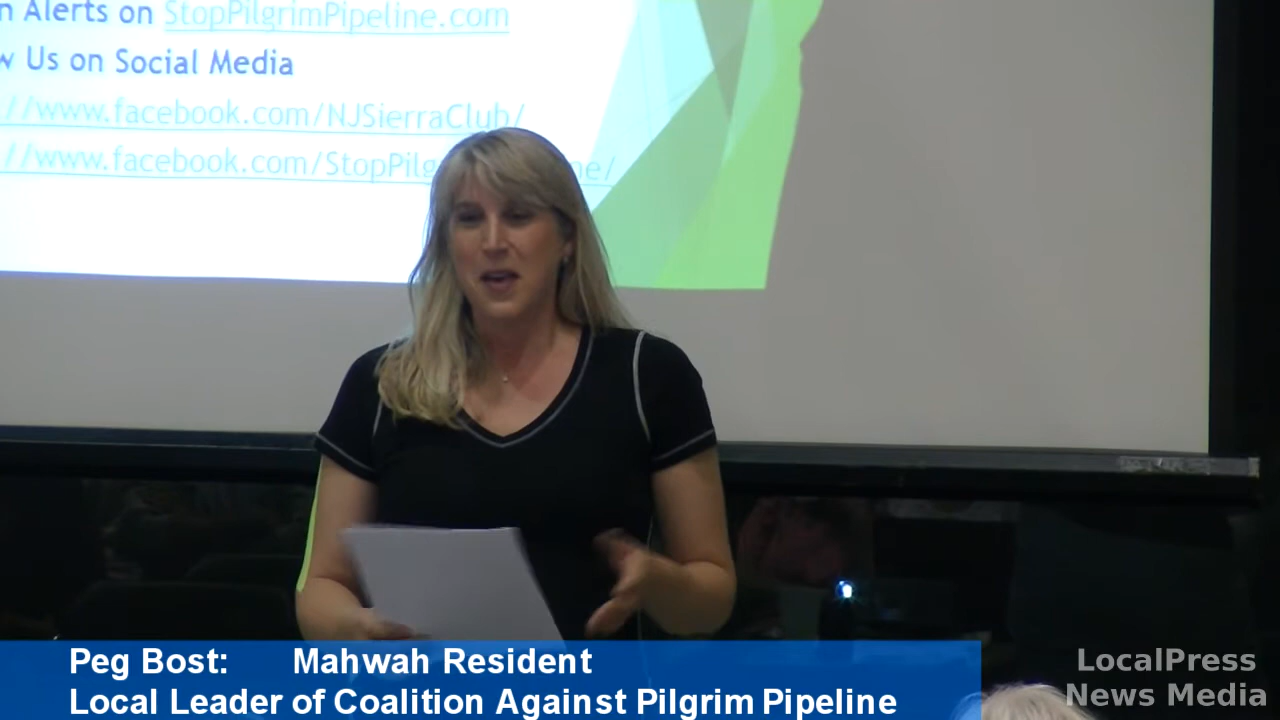 Alerts on StopPilgrimPipeline.com
Us on Social Media
//www.facebook.com/NJSierraClub/
//www.facebook.com/StopPilg ne/
Peg Bost: Mahwah Resident
Local Leader of Coalition Against Pilgrim Pipeline
LocalPress
News Media